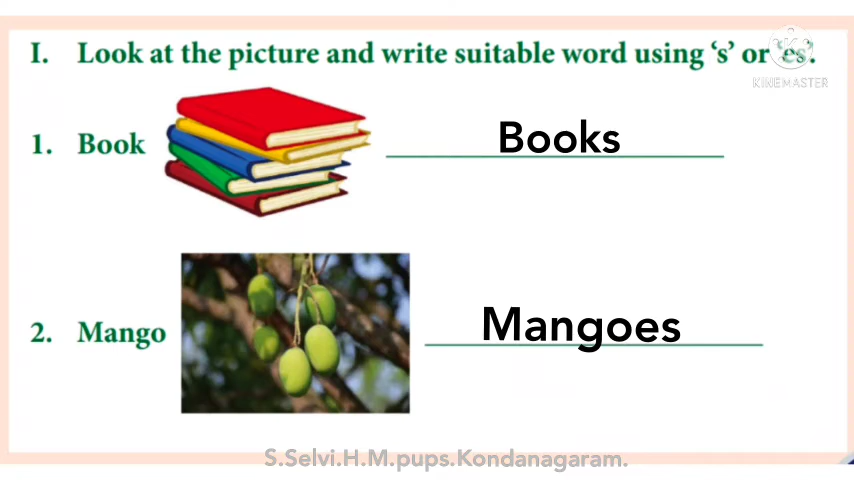 I. Look at the picture and write suitable word using ‘s’ or ‘es’.
KINEMASTER
1. Book Books
2. Mango Mangoes
S.Selvi.H.M.pups.Kondanagaram.